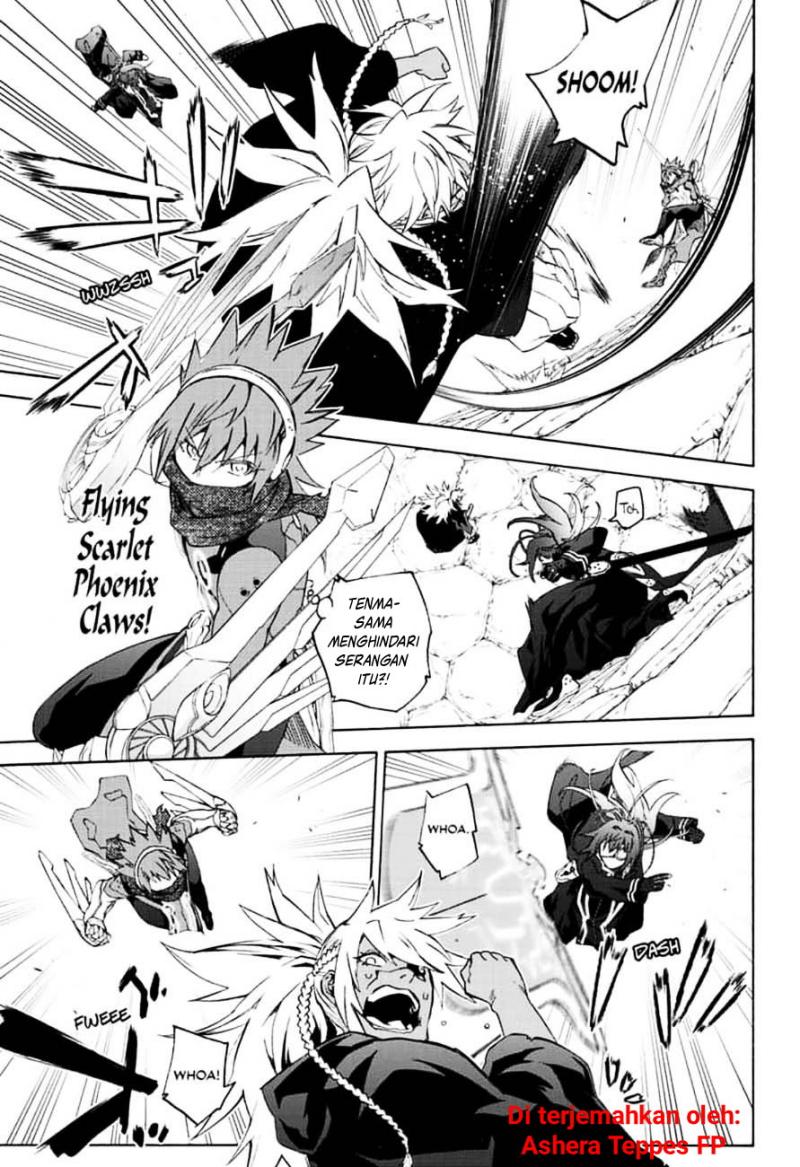 SHOOM!
WWZSSH
Tch
Flying
Scarlet
Phoenix
Claws!
TENMA-
SAMA
MENGHINDARI
SERANGAN
ITU?!
WHOA.
DASH
FWEEE
WHOA!
Di terjemahkan oleh:
Ashera Teppes FP